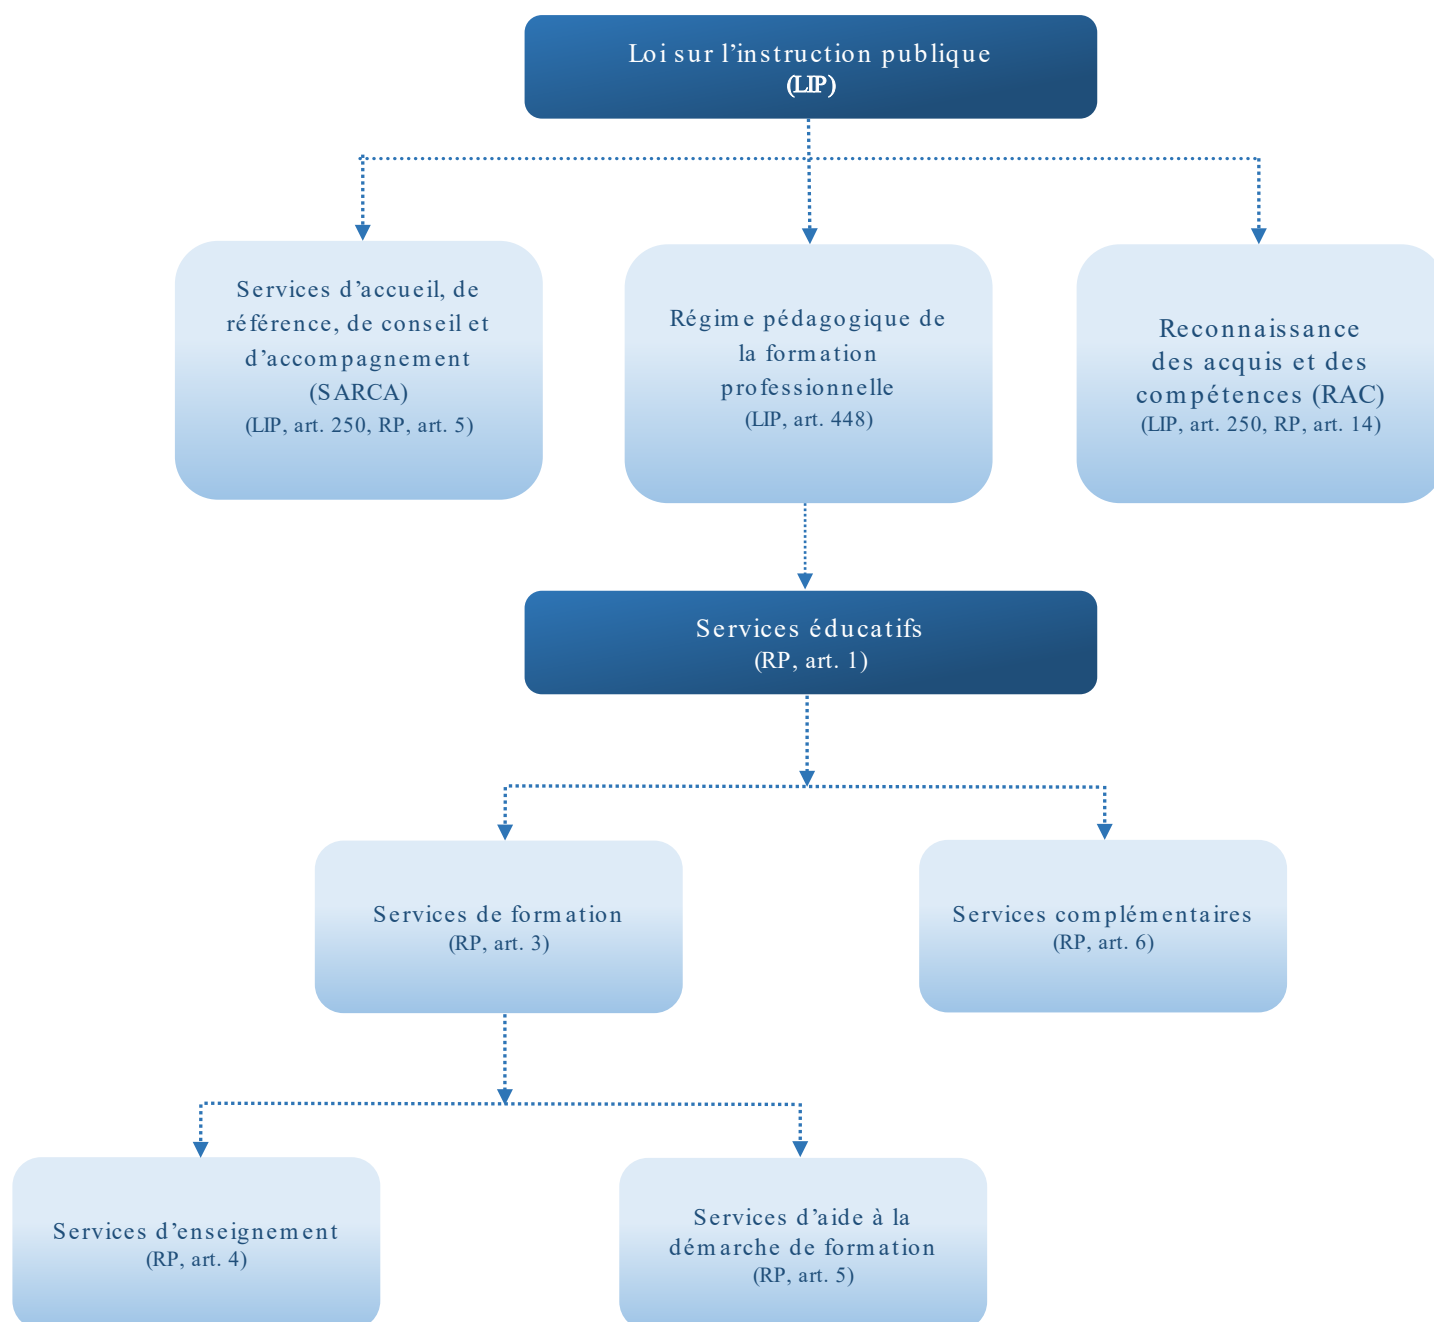 Loi sur l’instruction publique
(LIP)
Services d’accueil, de
référence, de conseil et
d’accompagnement
(SARCA)
(LIP, art. 250, RP, art. 5)
Régime pédagogique de
la formation
professionnelle
(LIP, art. 448)
Reconnaissance
des acquis et des
compétences (RAC)
(LIP, art. 250, RP, art. 14)
Services éducatifs
(RP, art. 1)
Services de formation
(RP, art. 3)
Services complémentaires
(RP, art. 6)
Services d’enseignement
(RP, art. 4)
Services d’aide à la
démarche de formation
(RP, art. 5)